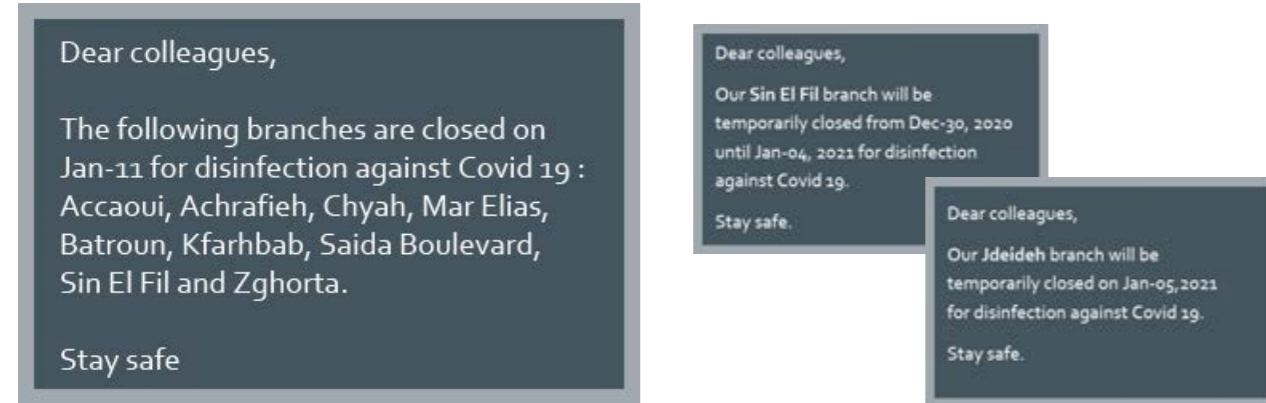 Dear colleagues,
The following branches are closed on
Jan-11 for disinfection against Covid 19 :
Accaoui, Achrafieh, Chyah, Mar Elias,
Batroun, Kfarhbab, Saida Boulevard,
Sin El Fil and Zghorta.
Stay safe
Dear colleagues,
Our Sin El Fil branch will be
temporarily closed from Dec-30, 2020
until Jan-04, 2021 for disinfection
against Covid 19.
Stay safe.
Dear colleagues,
Our Jdeideh branch will be
temporarily closed on Jan-05,2021
for disinfection against Covid 19.
Stay safe.